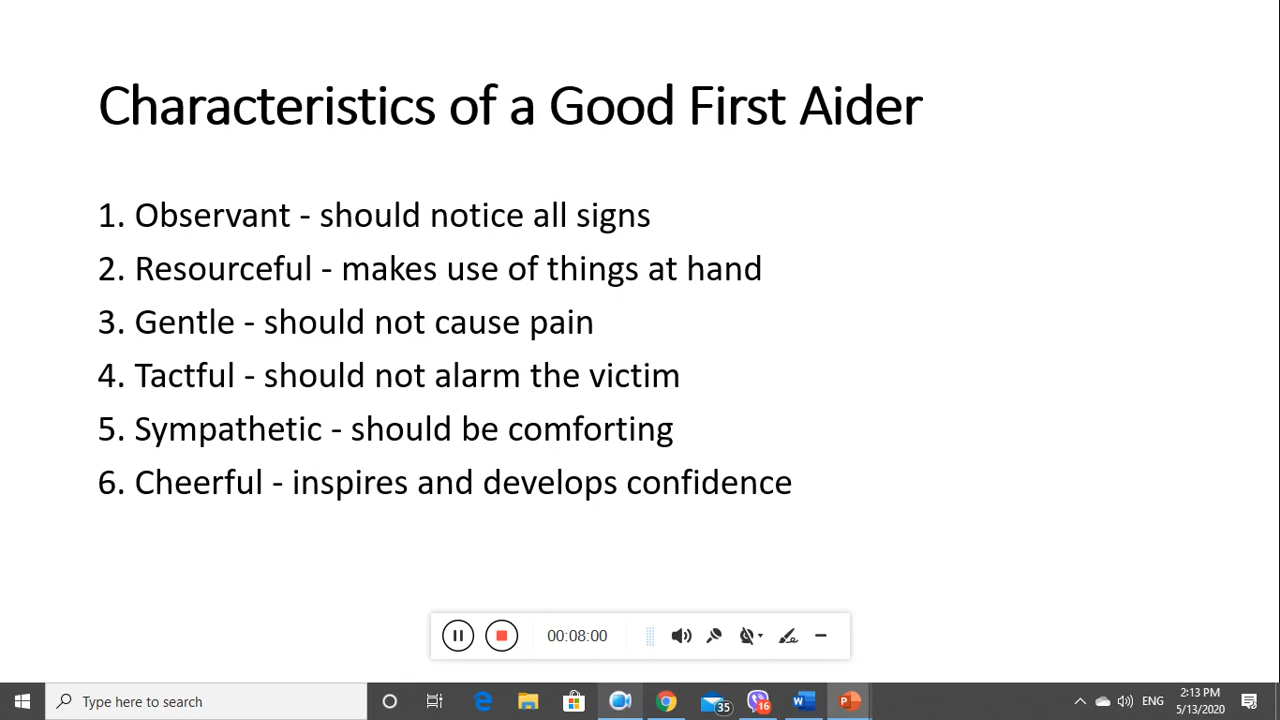 Characteristics of a Good First Aider
1. Observant - should notice all signs
2. Resourceful - makes use of things at hand
3. Gentle - should not cause pain
4. Tactful - should not alarm the victim
5. Sympathetic - should be comforting
6. Cheerful - inspires and develops confidence
00:08:00
Type here to search
35
16
ENG
2:13 PM
5/13/2020